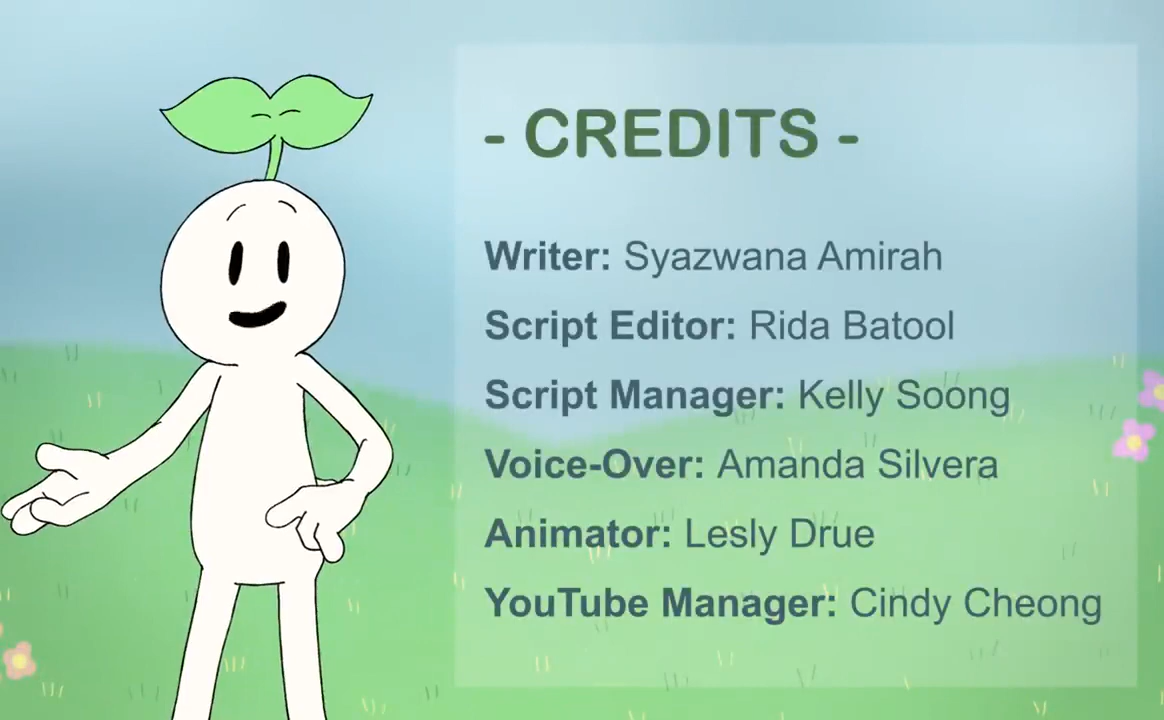 - CREDITS -
Writer: Syazwana Amirah
Script Editor: Rida Batool
Script Manager: Kelly Soong
Voice-Over: Amanda Silvera
Animator: Lesly Drue
YouTube Manager: Cindy Cheong